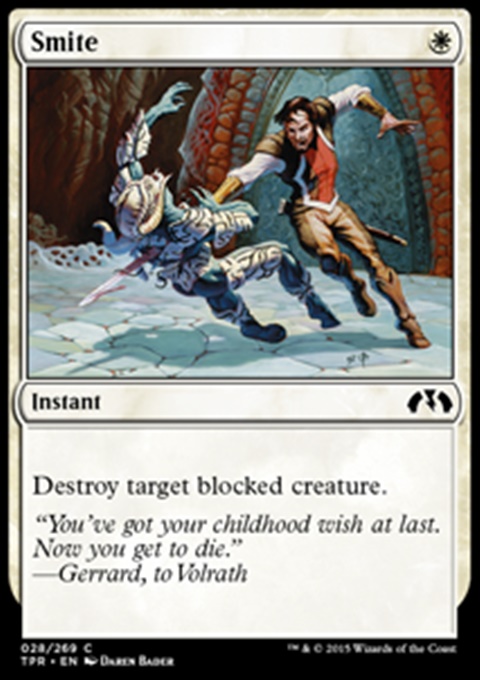 Smite
Instant
Destroy target blocked creature.
“You’ve got your childhood wish at last.
Now you get to die.”
—Gerrard, to Volrath
028/269 C
TPR • EN Daren Bader
™ & © 2015 Wizards of the Coast